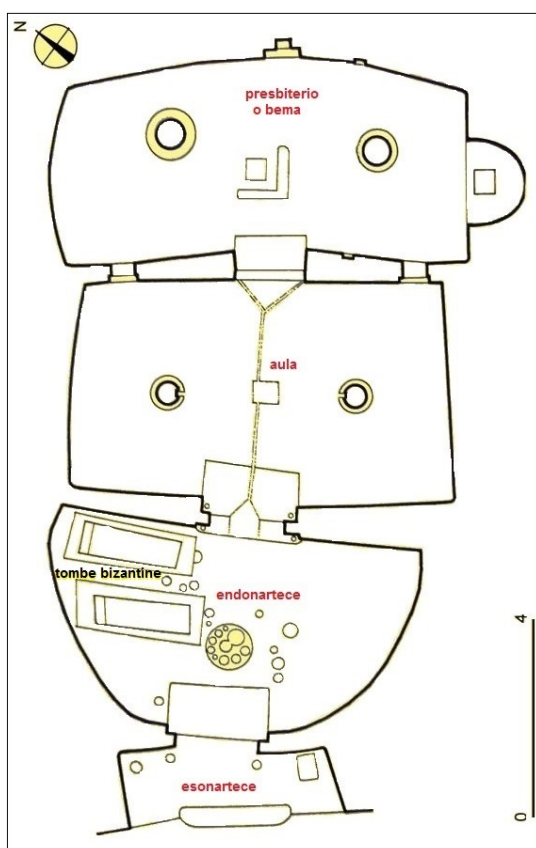 N
presbiterio
o bema
aula
tombe bizantine
endonartece
esonartece
4
0